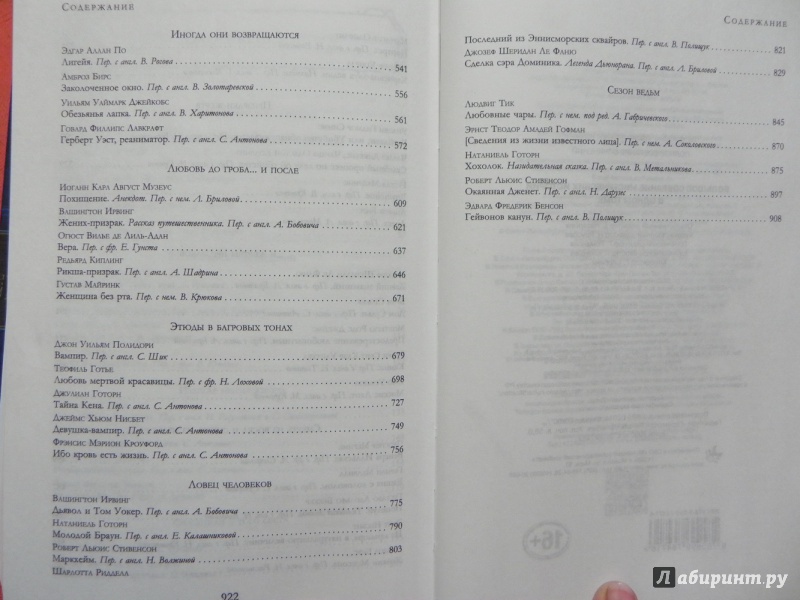 Содержание
Иногда они возвращаются
Эдгар Аллан По
Лигейя. Пер. с англ. В. Рогова 541
Амброз Бирс
Заколоченное окно. Пер. с англ. В. Золотаревской 556
Уильям Уаймарк Джейкобс
Обезьянья лапка. Пер. с англ. В. Харитонова 561
Говард Филлипс Лавкрафт
Герберт Уэст, реаниматор. Пер. с англ. С. Антонова 572
Любовь до гроба... и после
Иоганн Карл Август Музеус
Похищение. Анекдот. Пер. с нем. Л. Бриловой 609
Вашингтон Ирвинг
Жених-призрак. Рассказ путешественника. Пер. с англ. А. Бобовича 621
Огюст Вилье де Лиль-Адан
Вера. Пер. с фр. Е. Гунста 637
Редьярд Киплинг
Рикша-призрак. Пер. с англ. А. Шадрина 646
Густав Майринк
Женщина без рта. Пер. с нем. В. Крюкова 671
Этюды в багровых тонах
Джон Уильям Полидори
Вампир. Пер. с англ. С. Шик 679
Теофиль Готье
Любовь мертвой красавицы. Пер. с фр. Н. Лоховой 698
Джулиан Готорн
Тайна Кена. Пер. с англ. С. Антонова 727
Джеймс Хьюм Нисбет
Девушка-вампир. Пер. с англ. С. Антонова 749
Фрэнсис Мэрион Кроуфорд
Ибо кровь есть жизнь. Пер. с англ. С. Антонова 756
Ловец человеков
Вашингтон Ирвинг
Дьявол и Том Уокер. Пер. с англ. А. Бобовича 775
Натаниель Готорн
Молодой Браун. Пер. с англ. Е. Калашниковой 790
Роберт Льюис Стивенсон
Маркхейм. Пер. с англ. Н. Волжиной 803
Шарлотта Ридделл
922
Содержание
Последний из Эннисморских сквайров. Пер. с англ. В. Полищук 821
Джозеф Шеридан Ле Фаню
Сделка сэра Доминика. Легенда Дьюнорана. Пер. с англ. Л. Бриловой 829
Сезон ведьм
Людвиг Тик
Любовные чары. Пер. с нем. под ред. А. Габричевского 845
Эрнст Теодор Амадей Гофман
[Сведения из жизни известного лица]. Пер. с нем. А. Соколовского 870
Натаниель Готорн
Хохолок. Назидательная сказка. Пер. с англ. В. Метальникова 875
Роберт Льюис Стивенсон
Окаянная Дженет. Пер. с англ. Н. Дарузес 897
Эдвард Фредерик Бенсон
Гейвонов канун. Пер. с англ. В. Полищук 908
16+
Лабиринт.ру